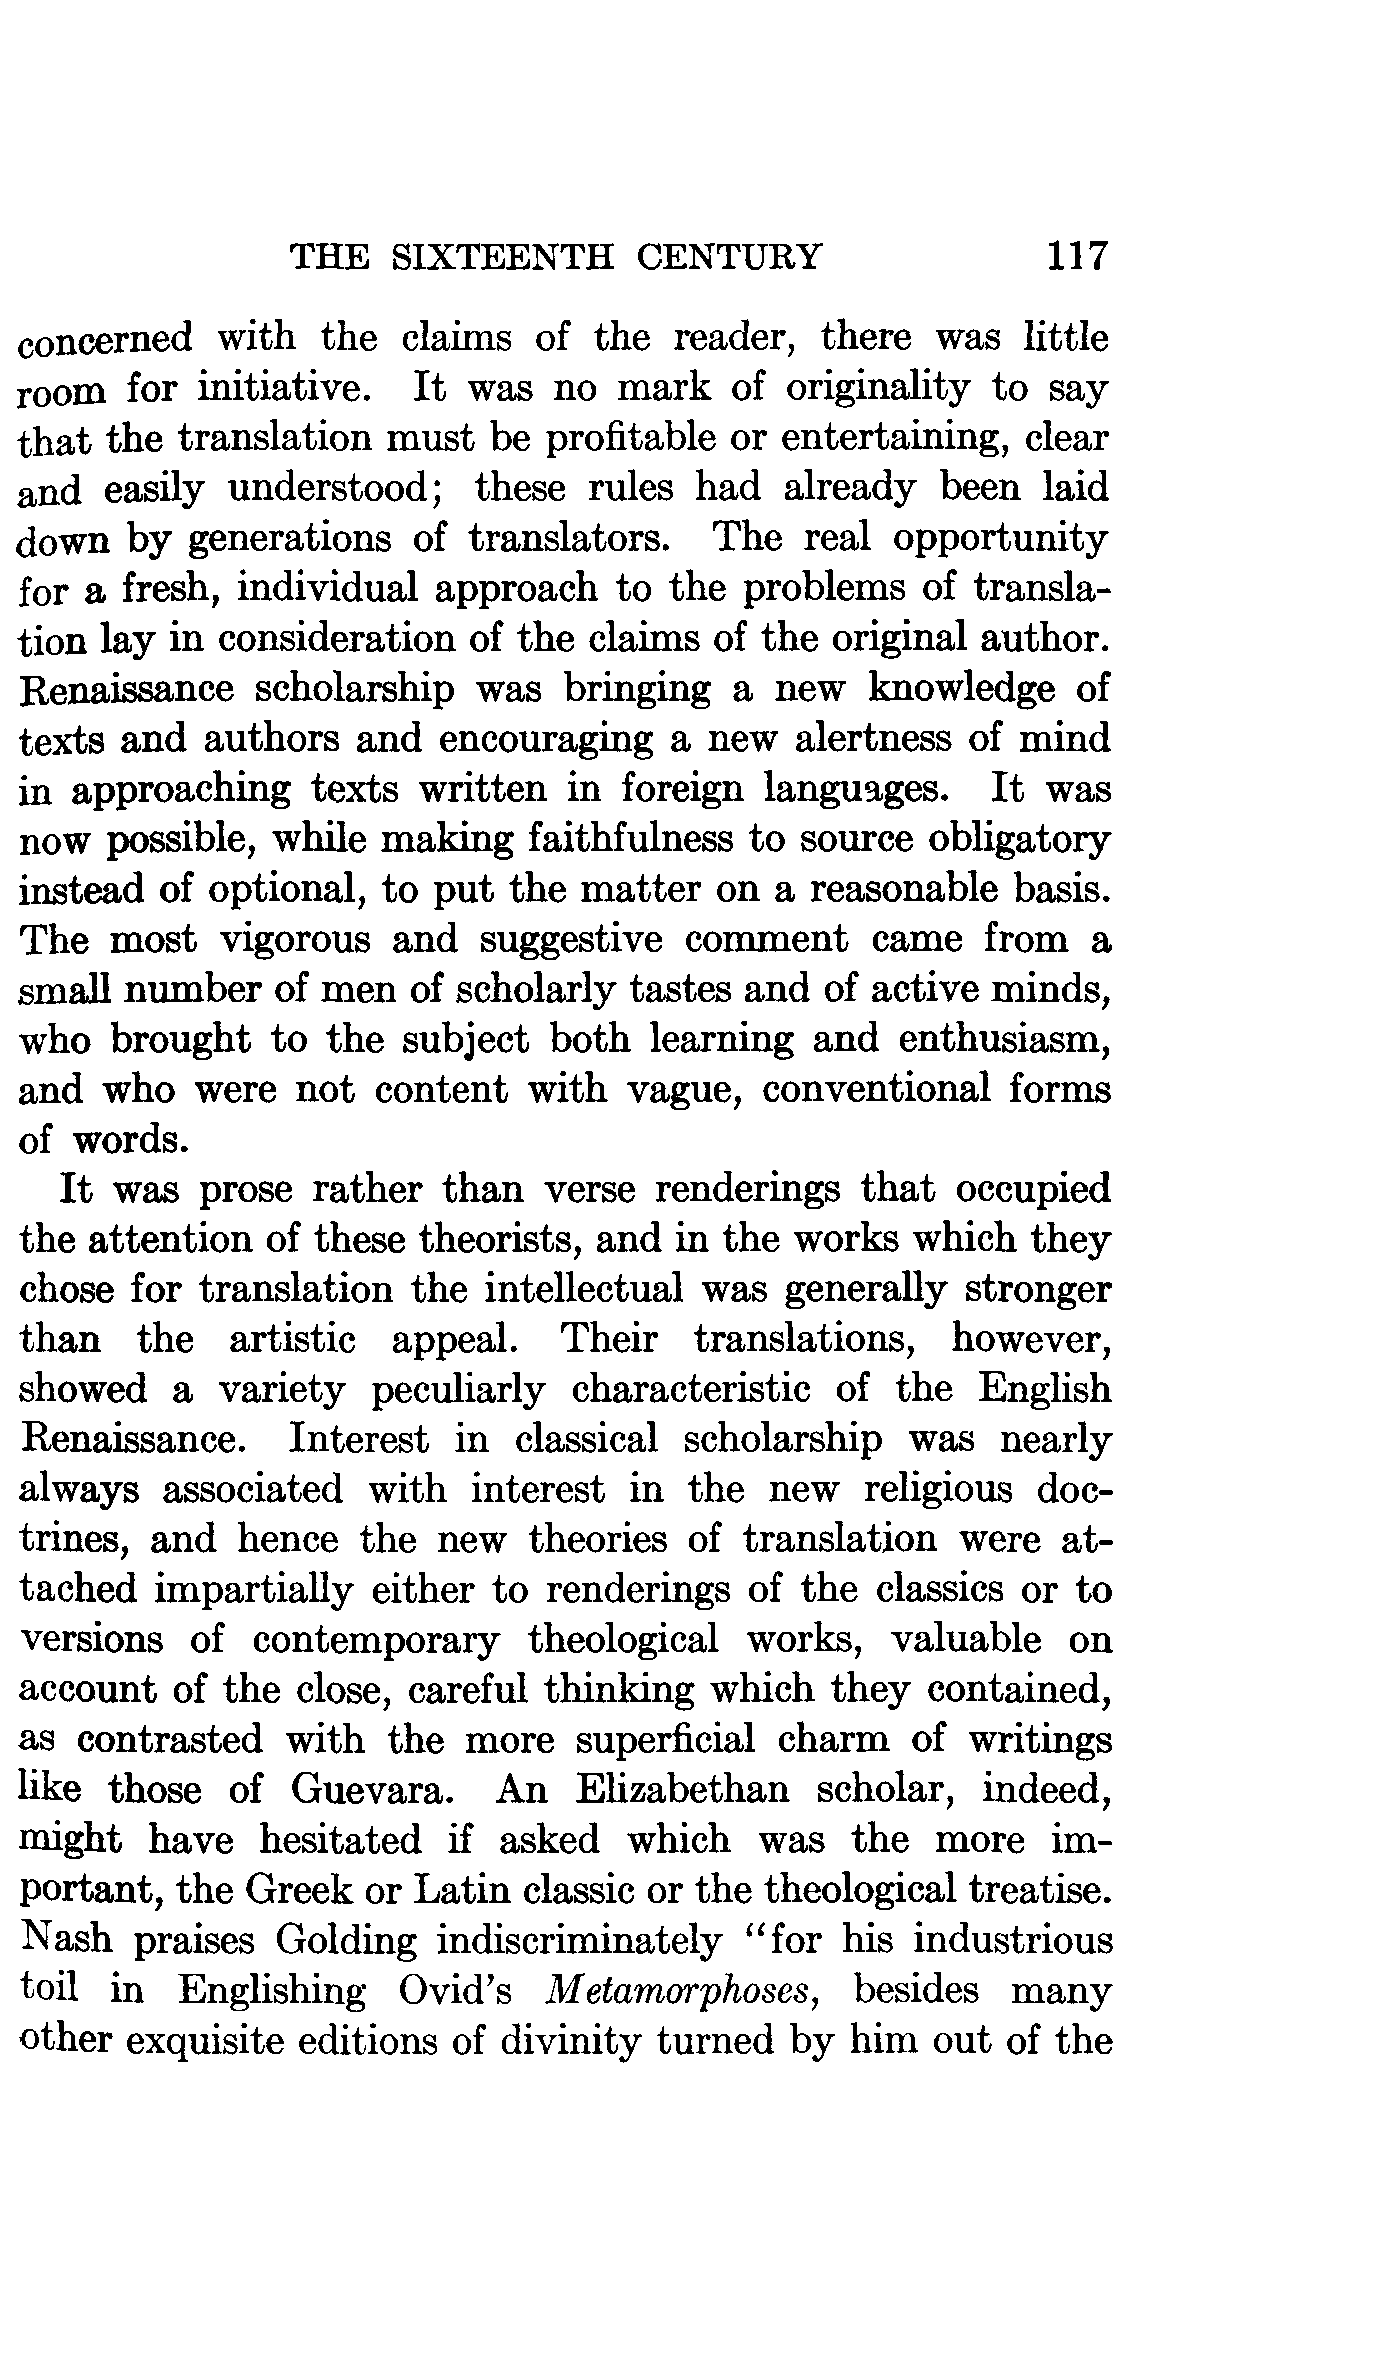 THE SIXTEENTH CENTURY 117
concerned with the claims of the reader, there was little
room for initiative. It was no mark of originality to say
that the translation must be profitable or entertaining, clear
and easily understood; these rules had already been laid
down by generations of translators. The real opportunity
for a fresh, individual approach to the problems of transla-
tion lay in consideration of the claims of the original author.
Renaissance scholarship was bringing a new knowledge of
texts and authors and encouraging a new alertness of mind
in approaching texts written in foreign languages. It was
now possible, while making faithfulness to source obligatory
instead of optional, to put the matter on a reasonable basis.
The most vigorous and suggestive comment came from a
small number of men of scholarly tastes and of active minds,
who brought to the subject both learning and enthusiasm,
and who were not content with vague, conventional forms
of words.
It was prose rather than verse renderings that occupied
the attention of these theorists, and in the works which they
chose for translation the intellectual was generally stronger
than the artistic appeal. Their translations, however,
showed a variety peculiarly characteristic of the English
Renaissance. Interest in classical scholarship was nearly
always associated with interest in the new religious doc-
trines, and hence the new theories of translation were at-
tached impartially either to renderings of the classics or to
versions of contemporary theological works, valuable on
account of the close, careful thinking which they contained,
as contrasted with the more superficial charm of writings
like those of Guevara. An Elizabethan scholar, indeed,
might have hesitated if asked which was the more im-
portant, the Greek or Latin classic or the theological treatise.
Nash praises Golding indiscriminately “for his industrious
toil in Englishing Ovid's Metamorphoses, besides many
other exquisite editions of divinity turned by him out of the